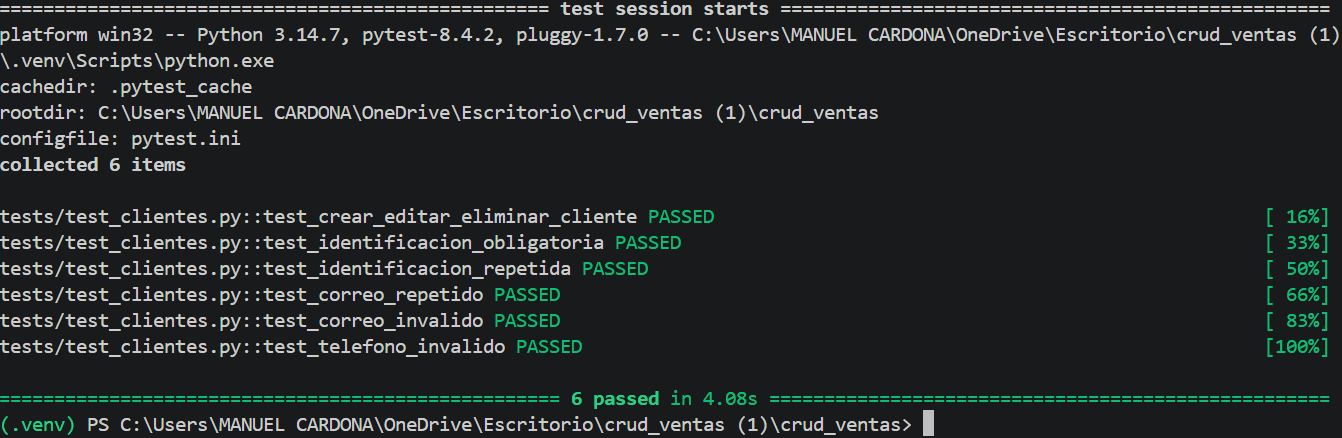 ================================================= test session starts =================================================
platform win32 -- Python 3.14.7, pytest-8.4.2, pluggy-1.7.0 -- C:\Users\MANUEL CARDONA\OneDrive\Escritorio\crud_ventas (1)
\.venv\Scripts\python.exe
cachedir: .pytest_cache
rootdir: C:\Users\MANUEL CARDONA\OneDrive\Escritorio\crud_ventas (1)\crud_ventas
configfile: pytest.ini
collected 6 items
tests/test_clientes.py::test_crear_editar_eliminar_cliente PASSED [ 16%]
tests/test_clientes.py::test_identificacion_obligatoria PASSED [ 33%]
tests/test_clientes.py::test_identificacion_repetida PASSED [ 50%]
tests/test_clientes.py::test_correo_repetido PASSED [ 66%]
tests/test_clientes.py::test_correo_invalido PASSED [ 83%]
tests/test_clientes.py::test_telefono_invalido PASSED [100%]
================================================== 6 passed in 4.08s ==================================================
(.venv) PS C:\Users\MANUEL CARDONA\OneDrive\Escritorio\crud_ventas (1)\crud_ventas>